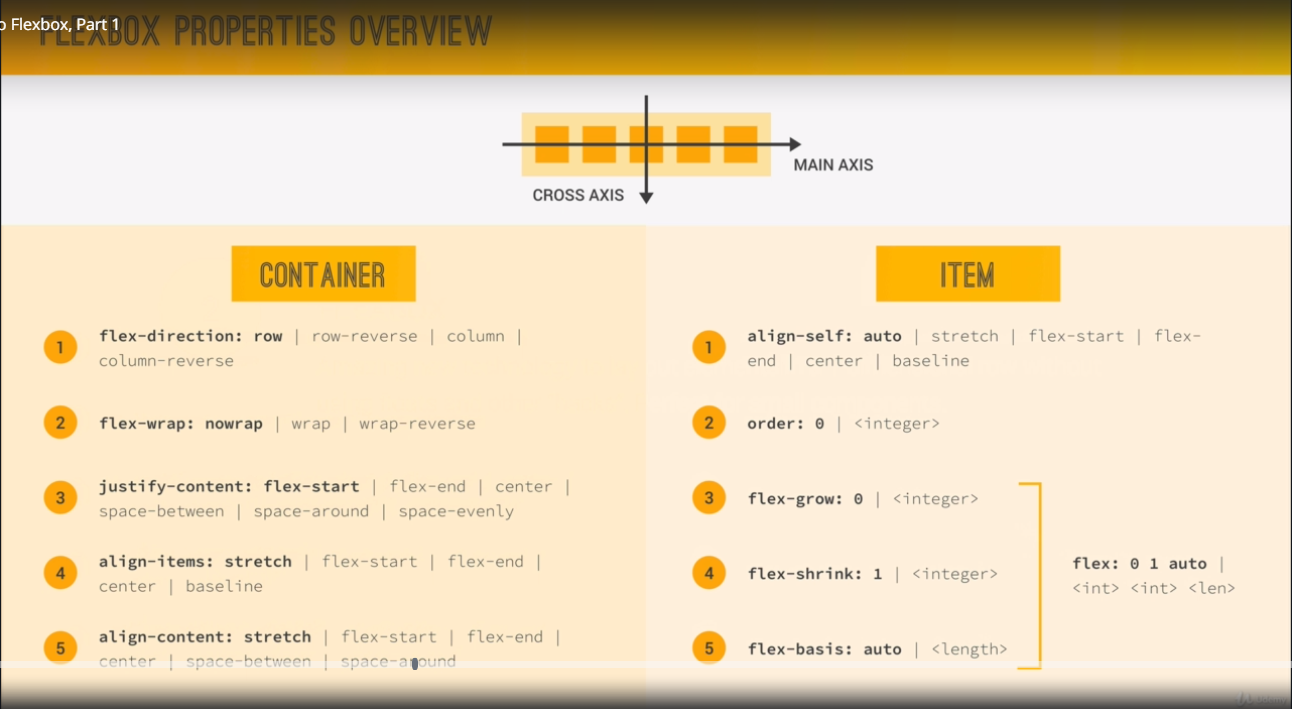 o Flexbox, Part 1
FLEXBOX PROPERTIES OVERVIEW
MAIN AXIS
CROSS AXIS
CONTAINER
1 flex-direction: row | row-reverse | column |
column-reverse
2 flex-wrap: nowrap | wrap | wrap-reverse
3 justify-content: flex-start | flex-end | center |
space-between | space-around | space-evenly
4 align-items: stretch | flex-start | flex-end |
center | baseline
5 align-content: stretch | flex-start | flex-end |
center | space-between | space-around
ITEM
1 align-self: auto | stretch | flex-start | flex-
end | center | baseline
2 order: 0 | <integer>
3 flex-grow: 0 | <integer>
4 flex-shrink: 1 | <integer>
5 flex-basis: auto | <length>
flex: 0 1 auto |
<int> <int> <len>